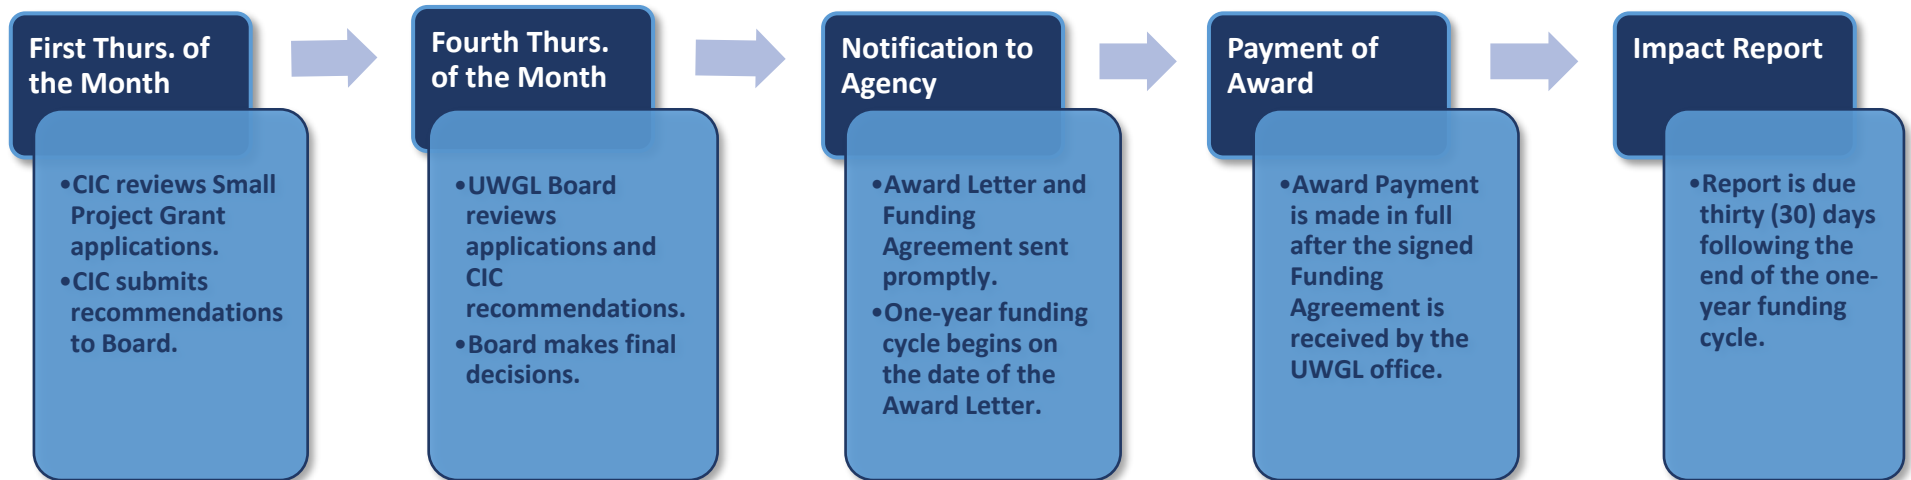 First Thurs. of
the Month
•CIC reviews Small
Project Grant
applications.
•CIC submits
recommendations
to Board.
Fourth Thurs.
of the Month
•UWGL Board
reviews
applications and
CIC
recommendations.
•Board makes final
decisions.
Notification to
Agency
•Award Letter and
Funding
Agreement sent
promptly.
•One-year funding
cycle begins on
the date of the
Award Letter.
Payment of
Award
•Award Payment
is made in full
after the signed
Funding
Agreement is
received by the
UWGL office.
Impact Report
•Report is due
thirty (30) days
following the
end of the one-
year funding
cycle.